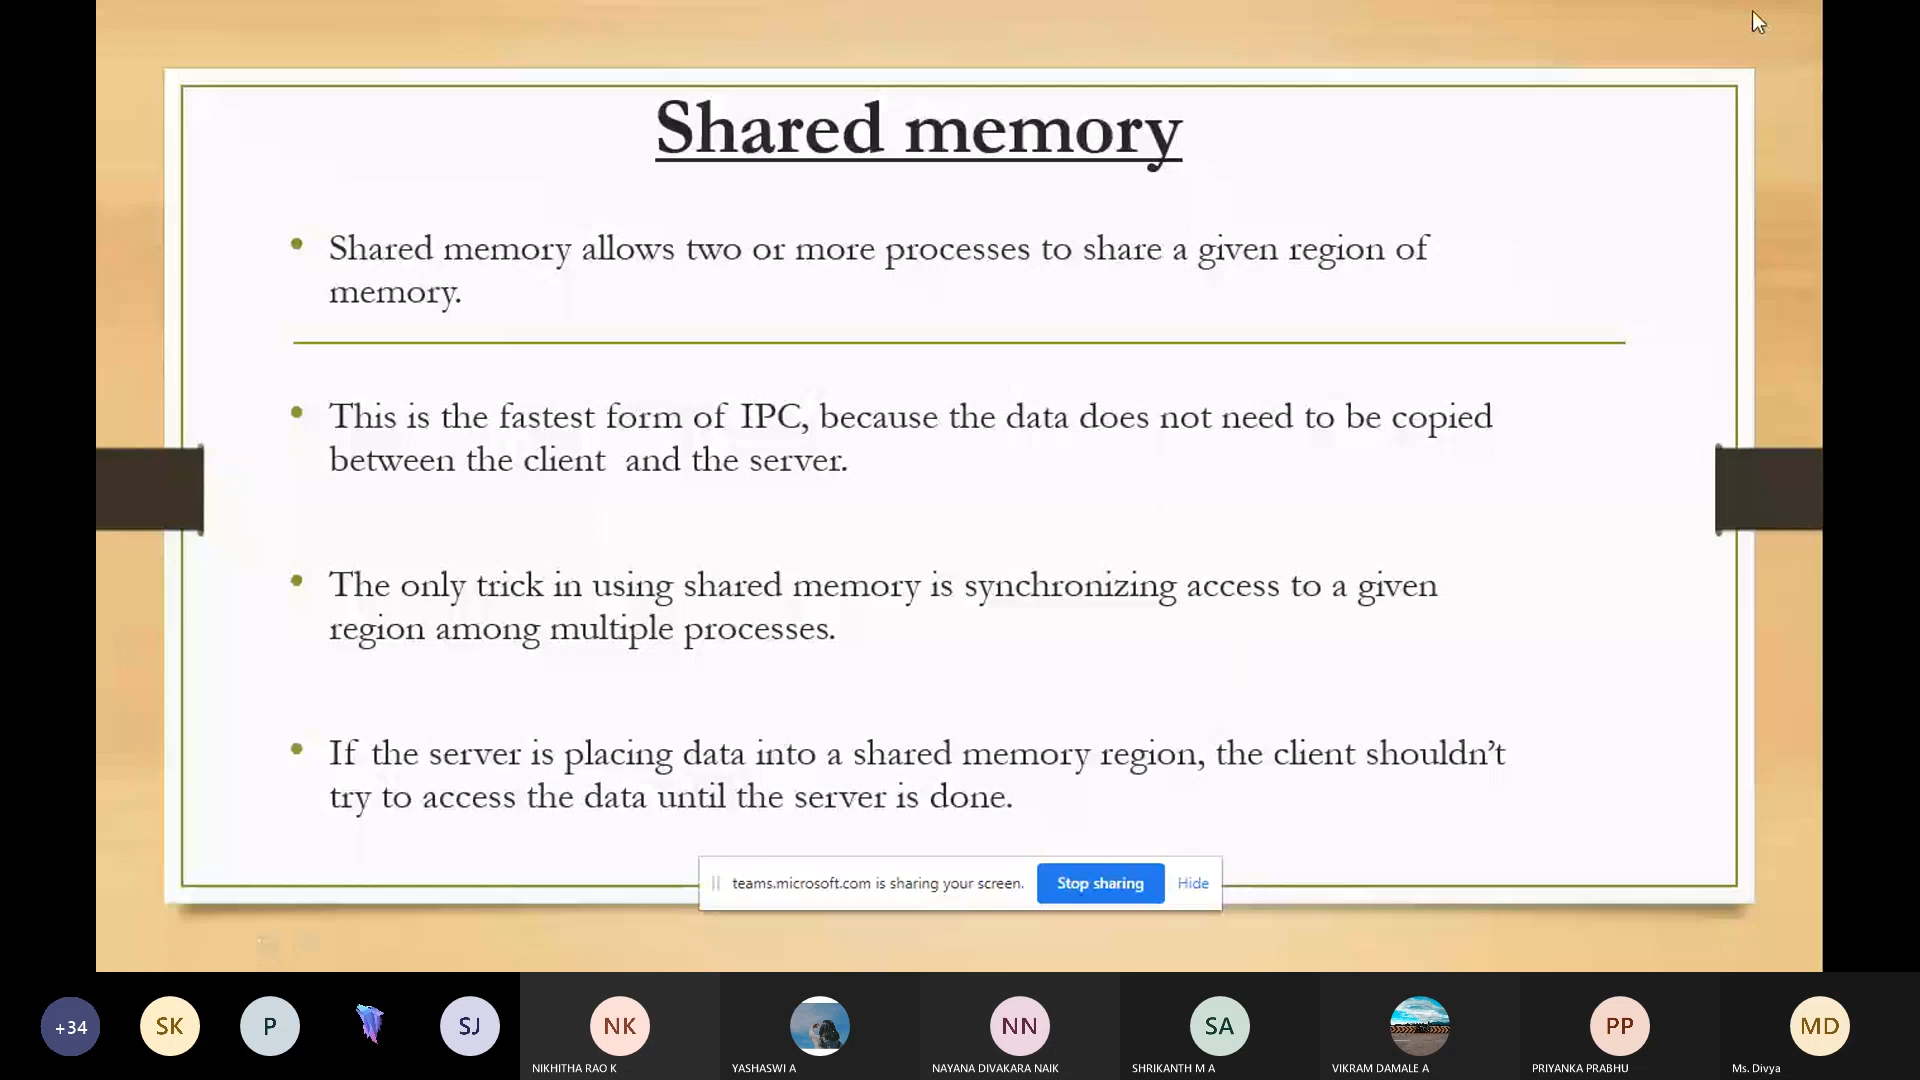 Shared memory
• Shared memory allows two or more processes to share a given region of
memory.
• This is the fastest form of IPC, because the data does not need to be copied
between the client and the server.
• The only trick in using shared memory is synchronizing access to a given
region among multiple processes.
• If the server is placing data into a shared memory region, the client shouldn’t
try to access the data until the server is done.
teams.microsoft.com is sharing your screen. Stop sharing Hide
+34 SK P SJ NK NN SA PP MD
NIKHITHA RAO K YASHASWI A NAYANA DIVAKARA NAIK SHRIKANTH M A VIKRAM DAMALE A PRIYANKA PRABHU Ms. Divya